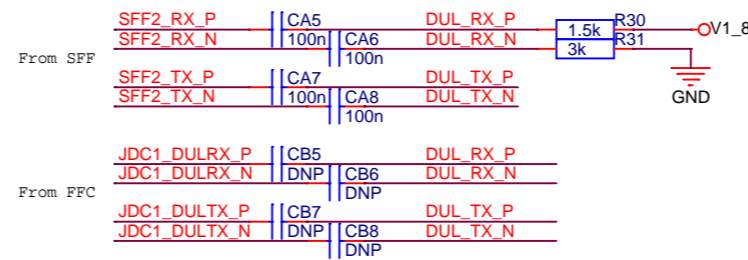 SFF2_RX_P CA5 DUL_RX_P 1.5k R30 V1_8
SFF2_RX_N 100n CA6 DUL_RX_N 3k R31
From SFF 100n
SFF2_TX_P CA7 DUL_TX_P
SFF2_TX_N 100n CA8 DUL_TX_N GND
100n
JDC1_DULRX_P CB5 DUL_RX_P
JDC1_DULRX_N DNP CB6 DUL_RX_N
From FFC DNP
JDC1_DULTX_P CB7 DUL_TX_P
JDC1_DULTX_N DNP CB8 DUL_TX_N
DNP